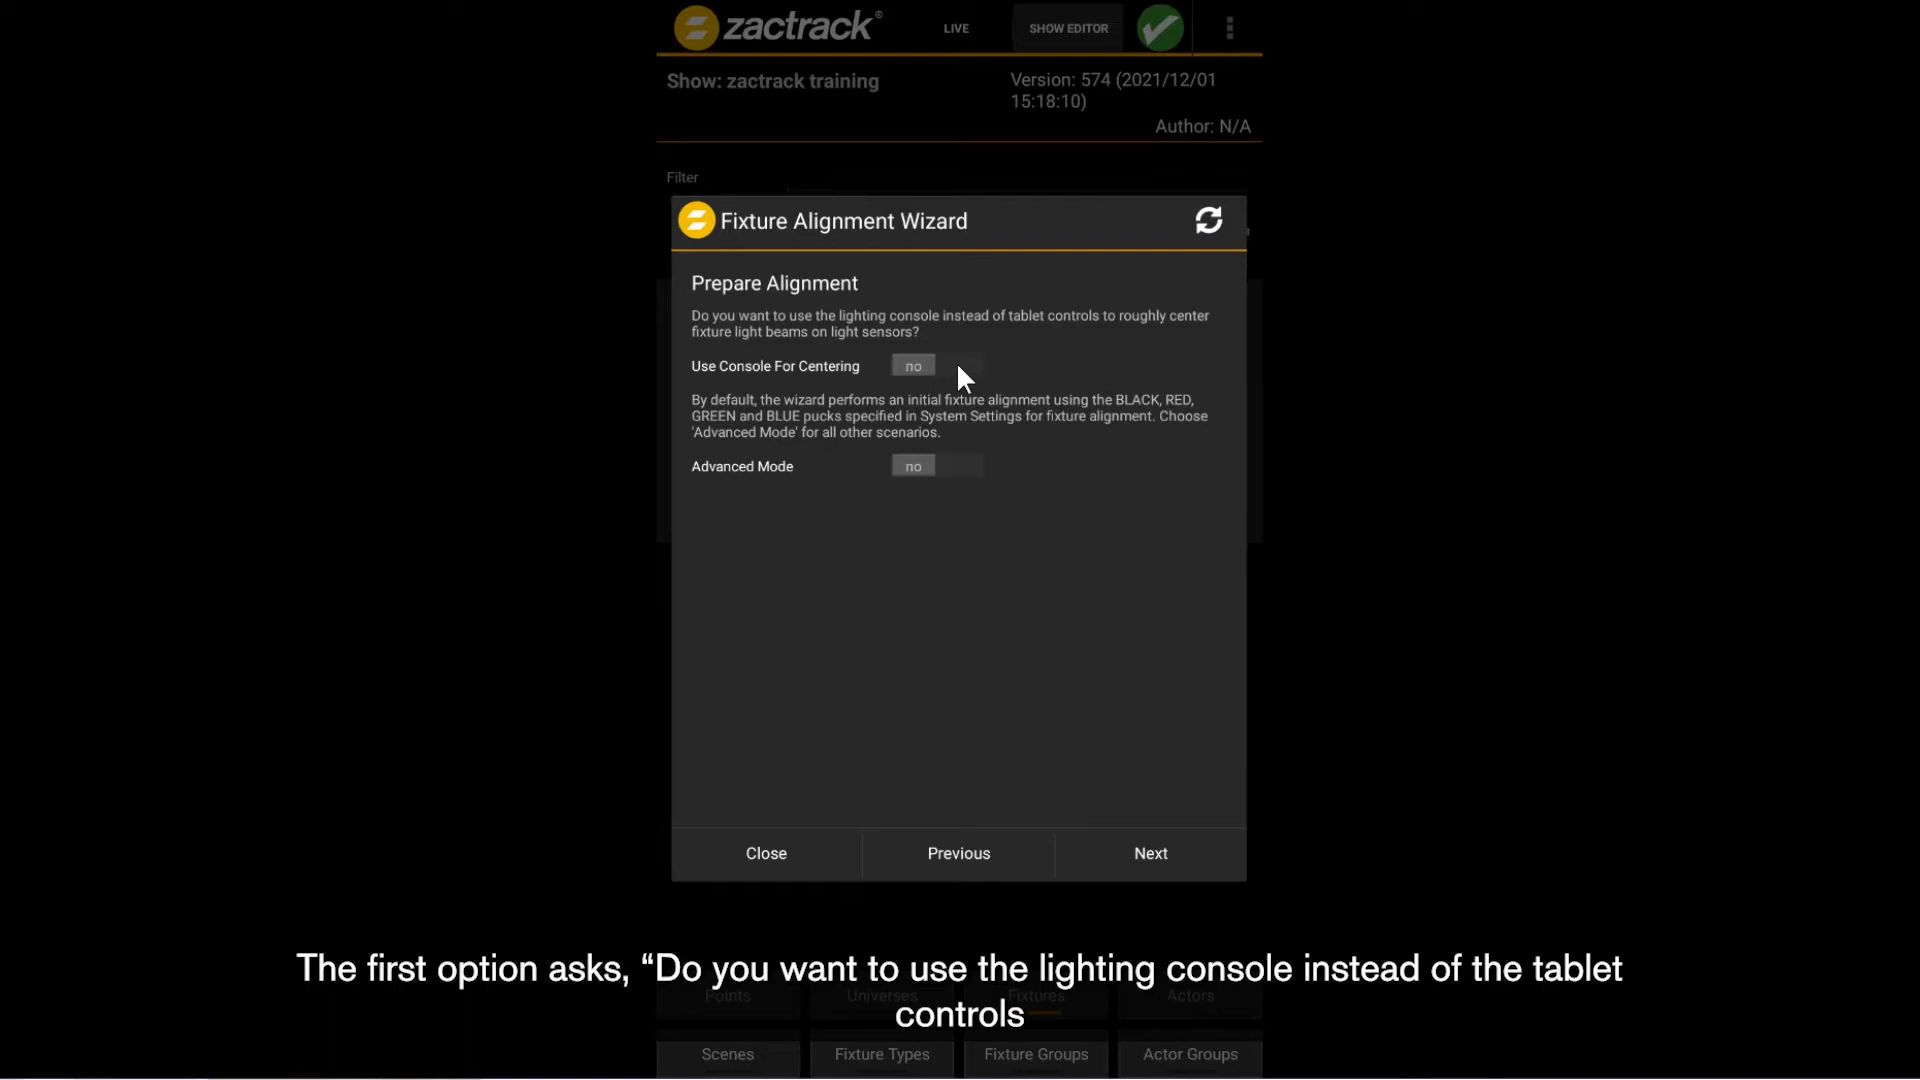 zactrack®
LIVE
SHOW EDITOR
Show: zactrack training
Version: 574 (2021/12/01
15:18:10)
Author: N/A
Filter
Fixture Alignment Wizard
Prepare Alignment
Do you want to use the lighting console instead of tablet controls to roughly center
fixture light beams on light sensors?
Use Console For Centering no
By default, the wizard performs an initial fixture alignment using the BLACK, RED,
GREEN and BLUE pucks specified in System Settings for fixture alignment. Choose
'Advanced Mode' for all other scenarios.
Advanced Mode no
Close Previous Next
The first option asks, “Do you want to use the lighting console instead of the tablet
controls
Points Universes Fixtures Actors
Scenes Fixture Types Fixture Groups Actor Groups